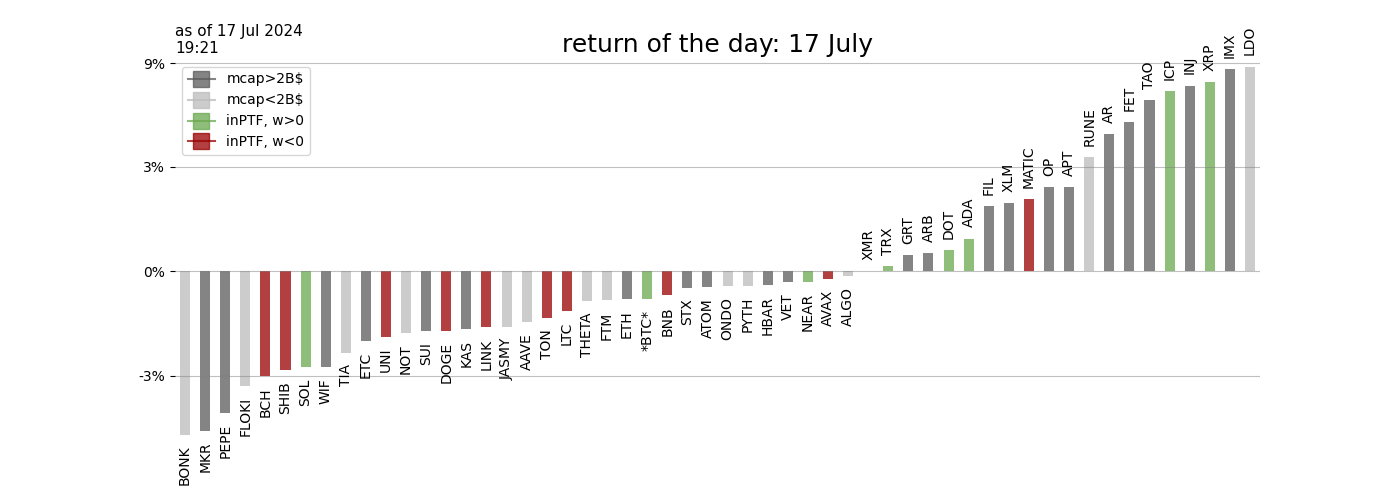 as of 17 Jul 2024
19:21
return of the day: 17 July
9%
3%
0%
-3%
mcap>2B$
mcap<2B$
inPTF, w>0
inPTF, w<0
BONK
MKR
PEPE
FLOKI
BCH
SHIB
SOL
WIF
TIA
ETC
UNI
NOT
SUI
DOGE
KAS
LINK
JASMY
AAVE
TON
LTC
THETA
FTM
ETH
*BTC*
BNB
STX
ATOM
ONDO
PYTH
HBAR
VET
NEAR
AVAX
ALGO
XMR
TRX
GRT
ARB
DOT
ADA
FIL
XLM
MATIC
OP
APT
RUNE
AR
FET
TAO
ICP
INJ
XRP
IMX
LDO